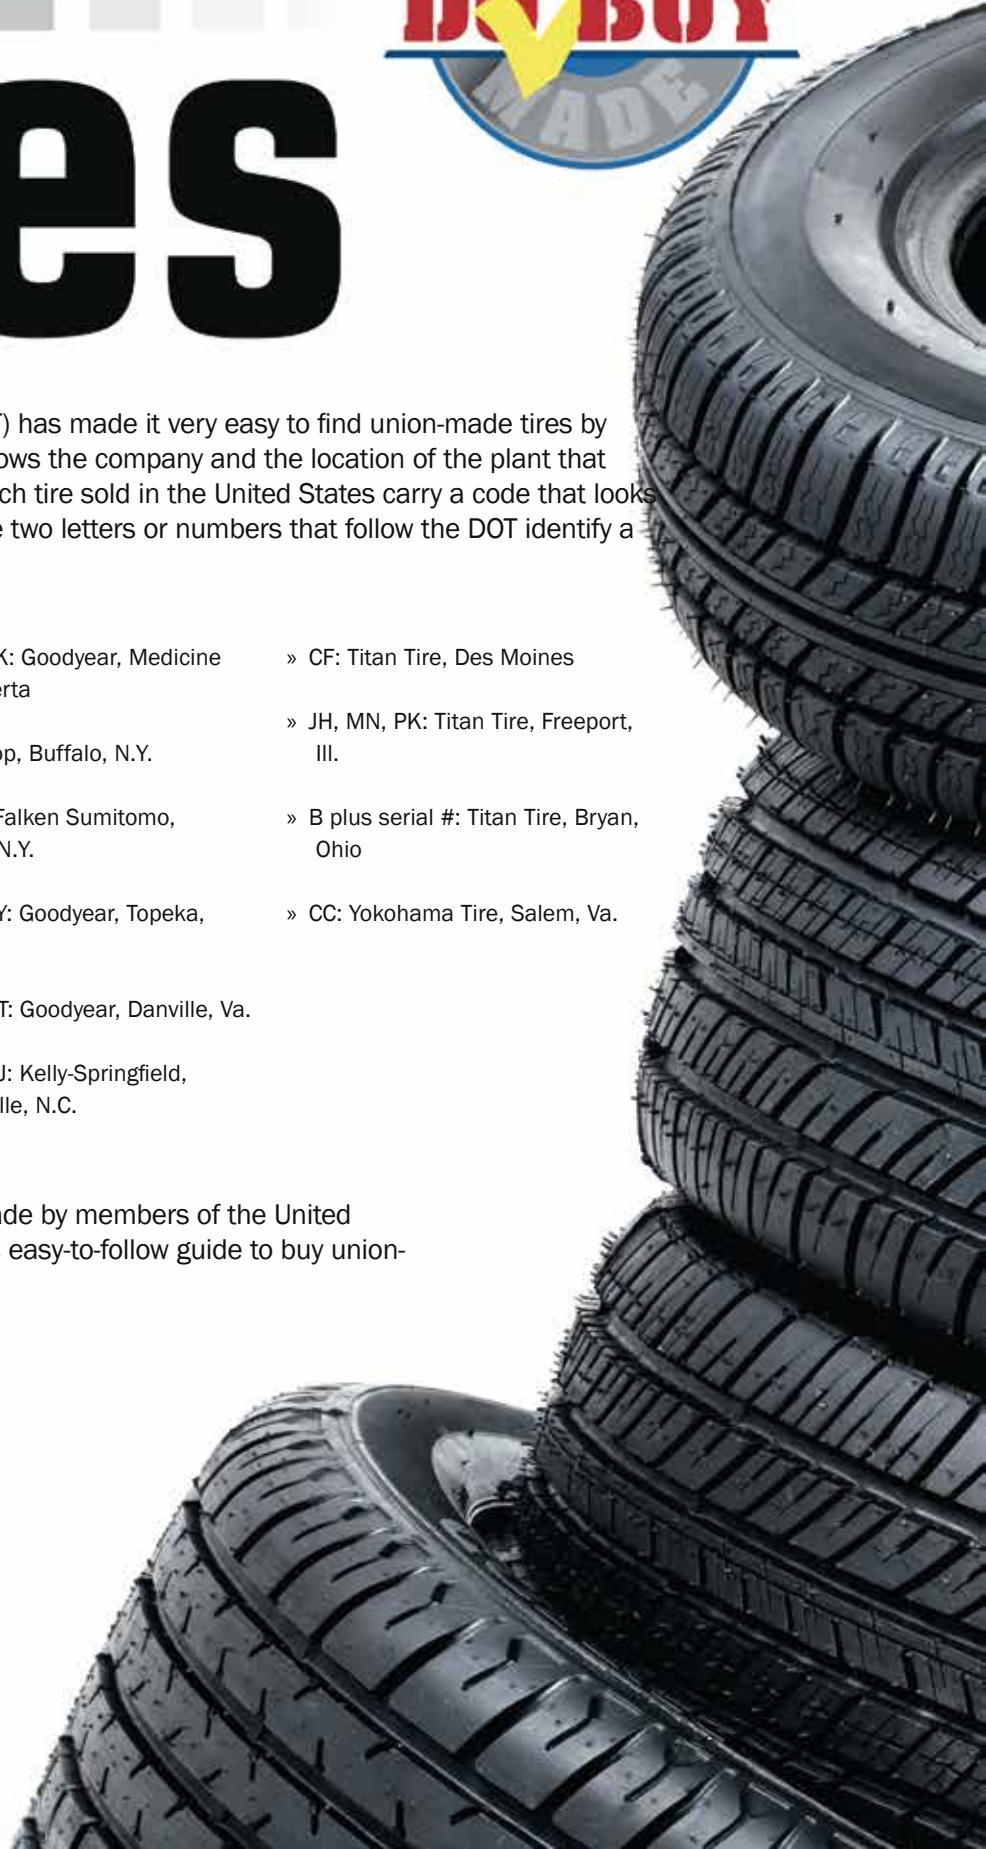 BUY
MADE
es
T) has made it very easy to find union-made tires by
ows the company and the location of the plant that
ch tire sold in the United States carry a code that looks
e two letters or numbers that follow the DOT identify a
K: Goodyear, Medicine
erta
op, Buffalo, N.Y.
Falken Sumitomo,
N.Y.
Y: Goodyear, Topeka,
T: Goodyear, Danville, Va.
J: Kelly-Springfield,
lle, N.C.
» CF: Titan Tire, Des Moines
» JH, MN, PK: Titan Tire, Freeport,
Ill.
» B plus serial #: Titan Tire, Bryan,
Ohio
» CC: Yokohama Tire, Salem, Va.
ade by members of the United
s easy-to-follow guide to buy union-